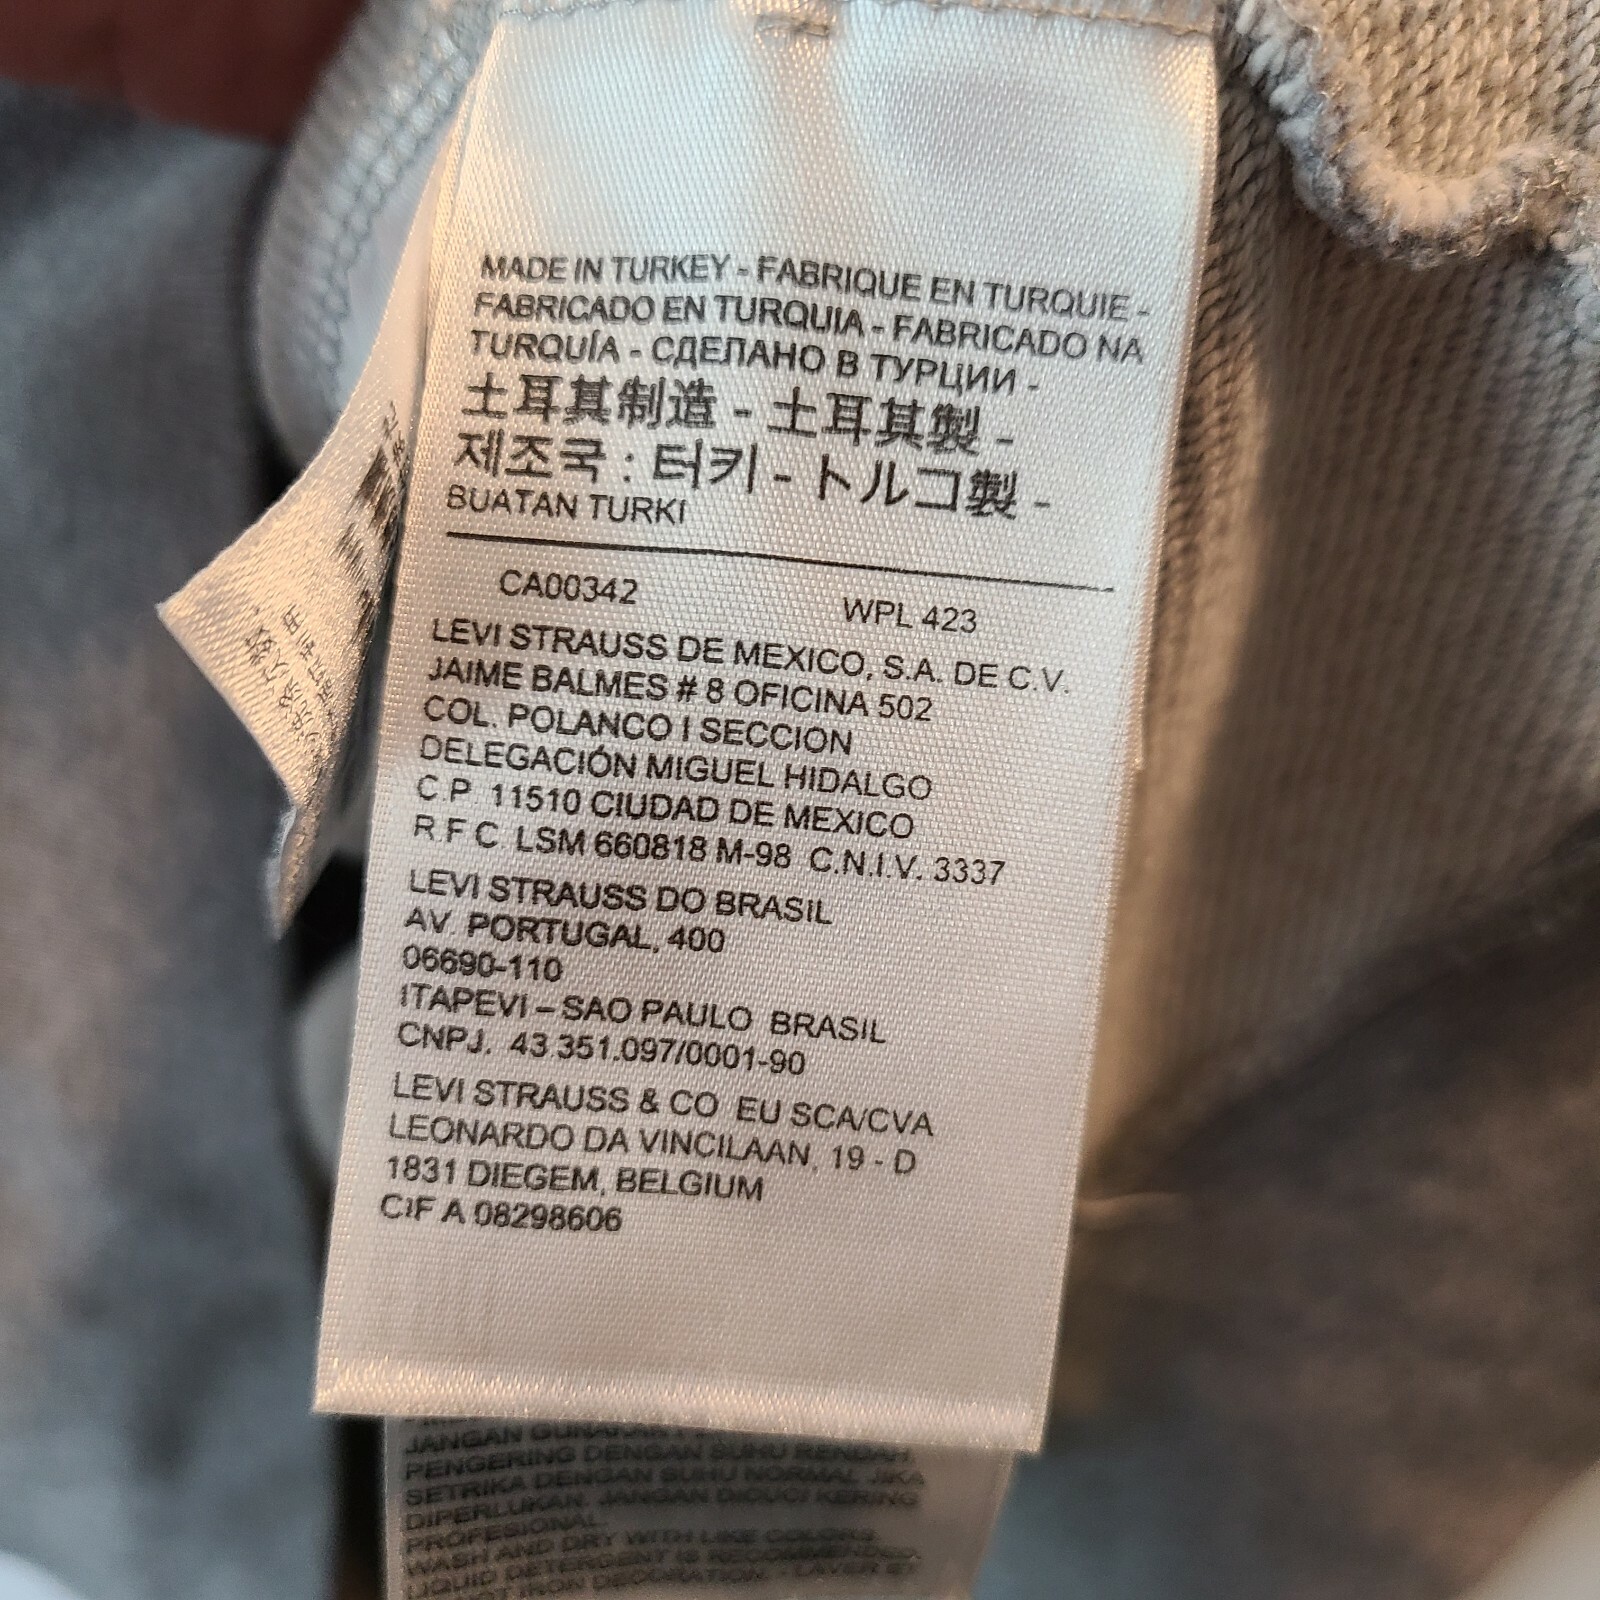 MADE IN TURKEY - FABRIQUE EN TURQUIE -
FABRICADO EN TURQUIA - FABRICADO NA
TURQUÍA - СДЕЛАНО В ТУРЦИИ -
土耳其制造 - 土耳其製 -
제조국 : 터키 - トルコ製 -
BUATAN TURKI
CA00342 WPL 423
LEVI STRAUSS DE MEXICO, S.A. DE C.V.
JAIME BALMES # 8 OFICINA 502
COL. POLANCO I SECCION
DELEGACIÓN MIGUEL HIDALGO
C.P. 11510 CIUDAD DE MEXICO
R.F.C. LSM 660818 M-98 C.N.I.V. 3337
LEVI STRAUSS DO BRASIL
AV. PORTUGAL, 400
06690-110
ITAPEVI – SAO PAULO BRASIL
CNPJ. 43.351.097/0001-90
LEVI STRAUSS & CO EU SCA/CVA
LEONARDO DA VINCILAAN, 19 - D
1831 DIEGEM, BELGIUM
CIF A 08298606
JANGAN GUNAKAN
PENGERING DENGAN SUHU RENDAH.
SETRIKA DENGAN SUHU NORMAL JIKA
DIPERLUKAN. JANGAN DICUCI KERING
PROFESIONAL.
WASH AND DRY WITH LIKE COLORS.
LIQUID DETERGENT IS RECOMMENDED.
IRON DECORATION - LAVER